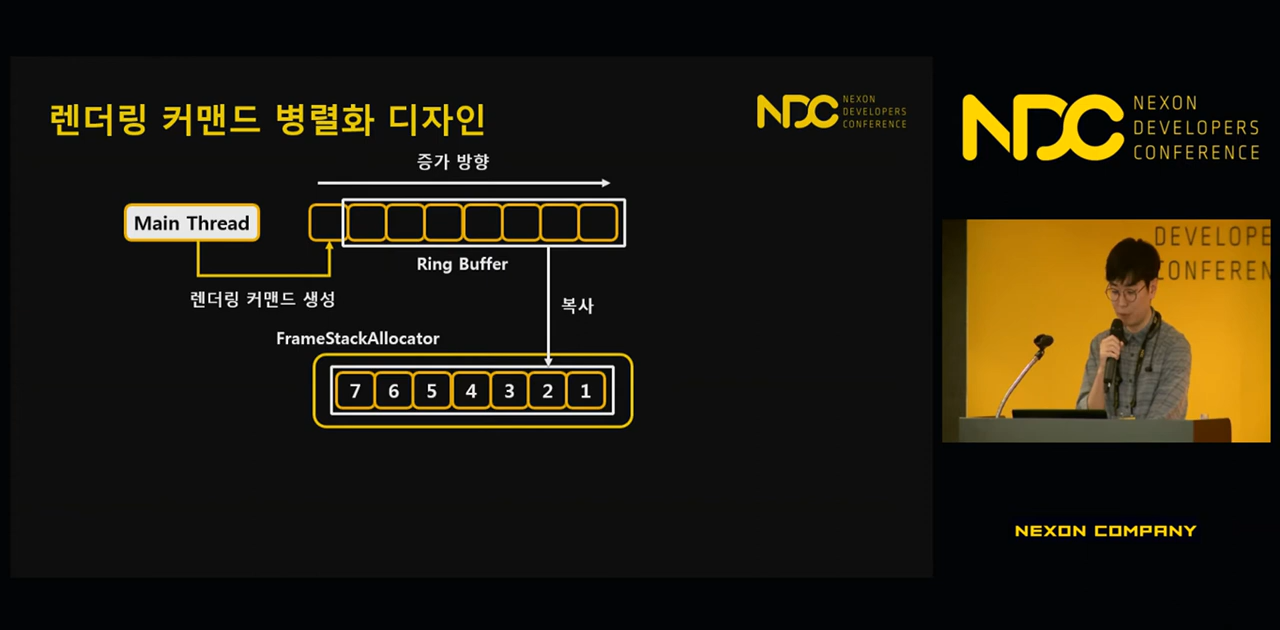 렌더링 커맨드 병렬화 디자인
NDC
NEXON
DEVELOPERS
CONFERENCE
증가 방향
Main Thread
Ring Buffer
렌더링 커맨드 생성
복사
FrameStackAllocator
7 6 5 4 3 2 1
NDC
NEXON
DEVELOPERS
CONFERENCE
DEVELOPE
CONFEREN
NEXON COMPANY